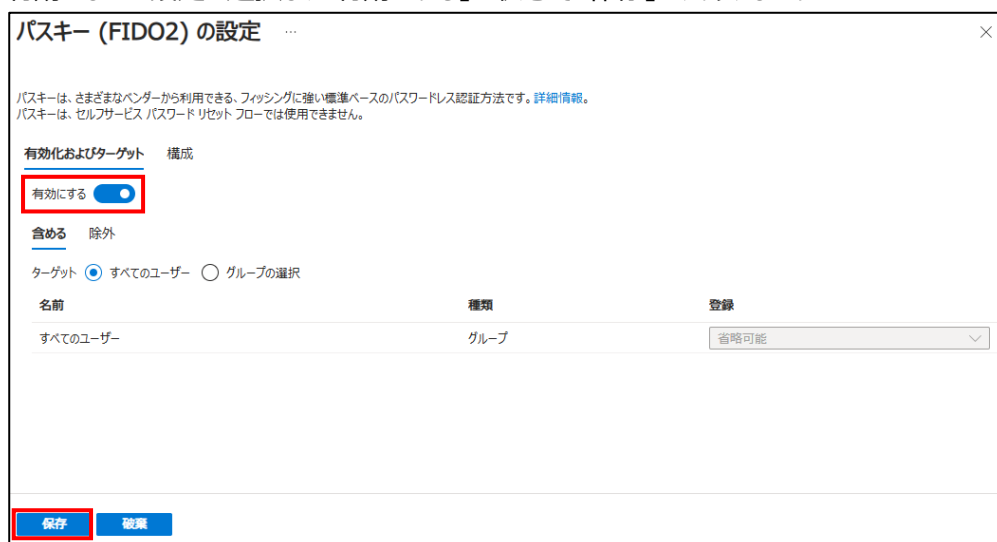 パスキー (FIDO2) の設定 …
パスキーは、さまざまなベンダーから利用できる、フィッシングに強い標準ベースのパスワードレス認証方法です。詳細情報。
パスキーは、セルフサービス パスワード リセット フローでは使用できません。
有効化およびターゲット 構成
有効にする
含める 除外
ターゲット すべてのユーザー グループの選択
名前 種類 登録
すべてのユーザー グループ 省略可能
保存 破棄